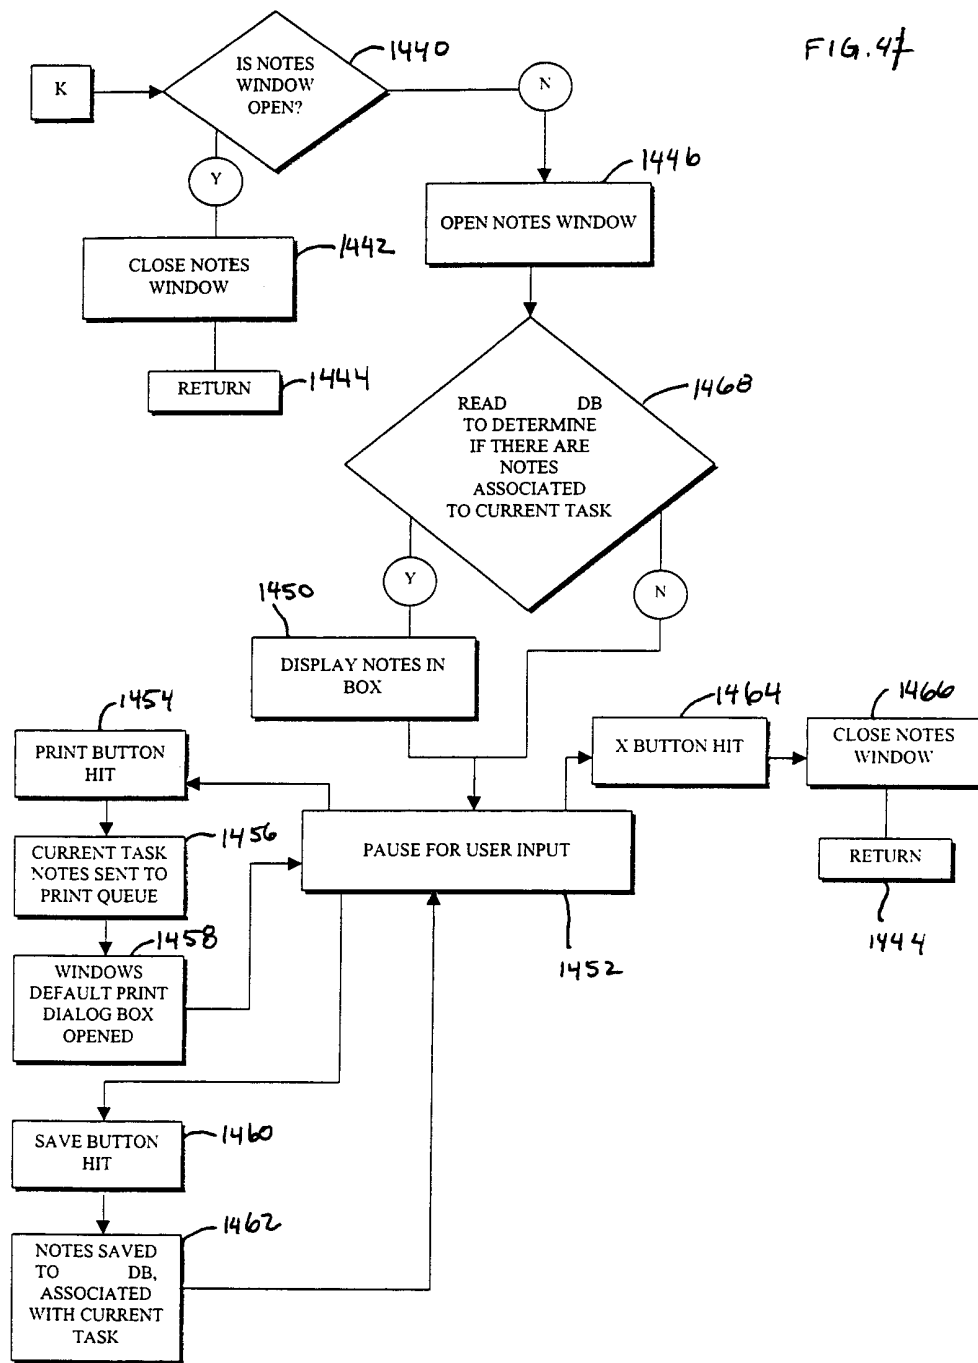 FIG. 4
1440
IS NOTES
WINDOW
OPEN?
K
N
Y
1446
OPEN NOTES WINDOW
1442
CLOSE NOTES
WINDOW
RETURN
1444
1468
READ DB
TO DETERMINE
IF THERE ARE
NOTES
ASSOCIATED
TO CURRENT TASK
Y
N
1450
DISPLAY NOTES IN
BOX
1454
PRINT BUTTON
HIT
1464
X BUTTON HIT
1466
CLOSE NOTES
WINDOW
1456
CURRENT TASK
NOTES SENT TO
PRINT QUEUE
PAUSE FOR USER INPUT
1452
RETURN
1444
1458
WINDOWS
DEFAULT PRINT
DIALOG BOX
OPENED
SAVE BUTTON
HIT
1460
1462
NOTES SAVED
TO DB,
ASSOCIATED
WITH CURRENT
TASK